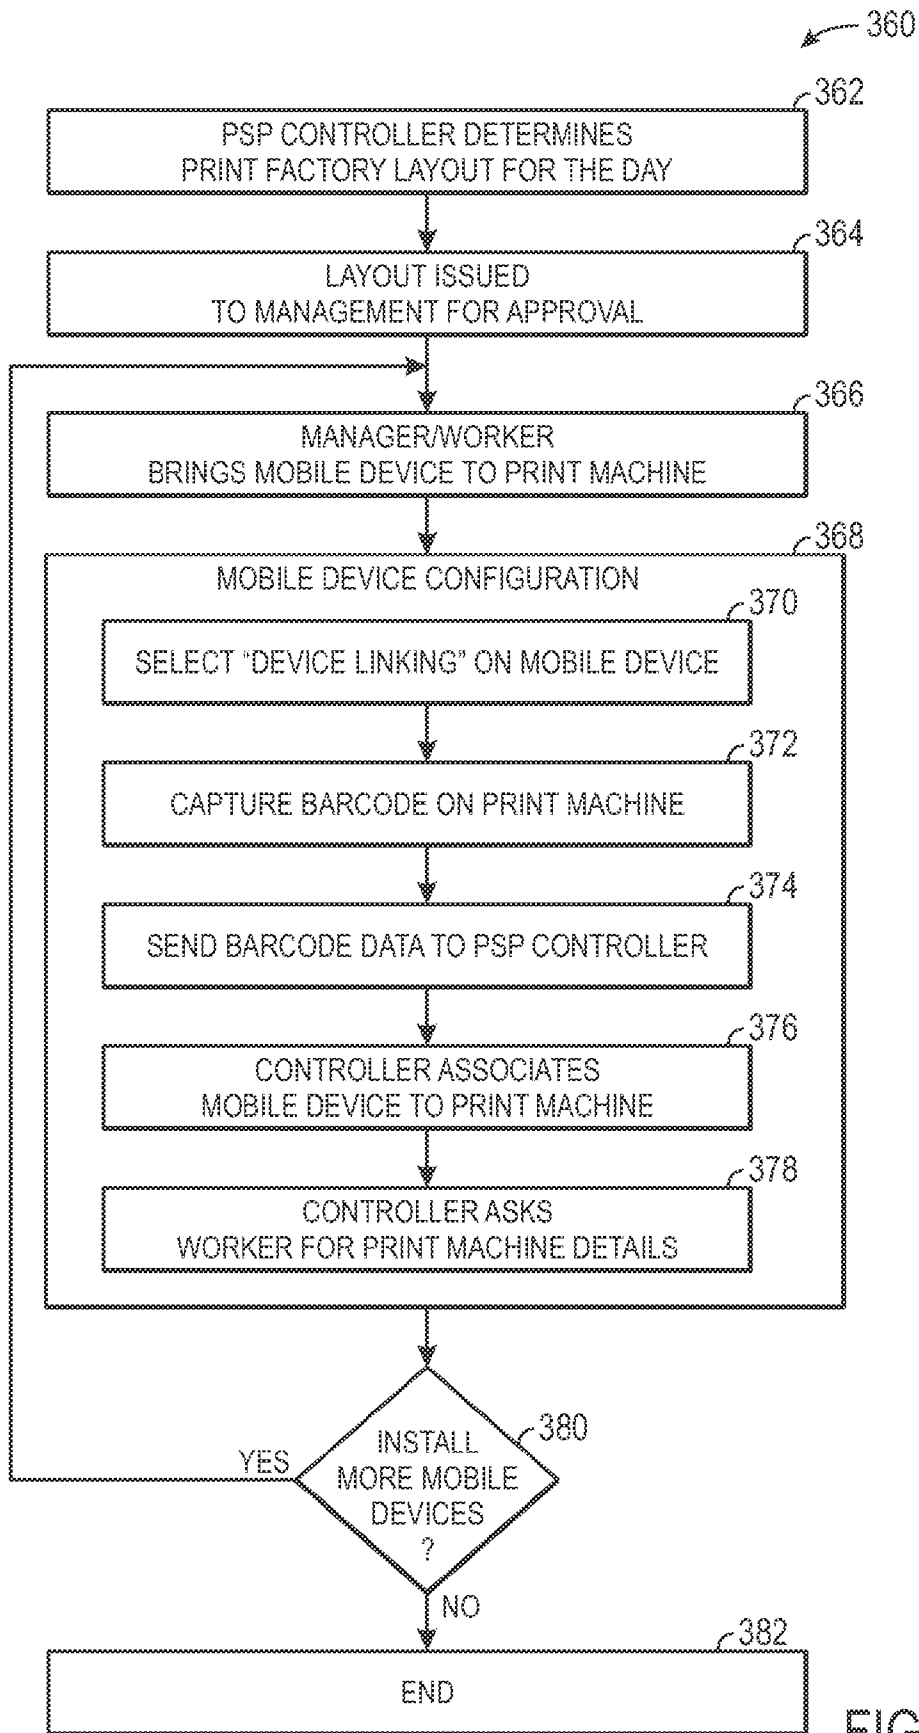 360
362
PSP CONTROLLER DETERMINES
PRINT FACTORY LAYOUT FOR THE DAY
364
LAYOUT ISSUED
TO MANAGEMENT FOR APPROVAL
366
MANAGER/WORKER
BRINGS MOBILE DEVICE TO PRINT MACHINE
368
MOBILE DEVICE CONFIGURATION
370
SELECT “DEVICE LINKING” ON MOBILE DEVICE
372
CAPTURE BARCODE ON PRINT MACHINE
374
SEND BARCODE DATA TO PSP CONTROLLER
376
CONTROLLER ASSOCIATES
MOBILE DEVICE TO PRINT MACHINE
378
CONTROLLER ASKS
WORKER FOR PRINT MACHINE DETAILS
380
YES
INSTALL
MORE MOBILE
DEVICES
?
NO
382
END
FIG